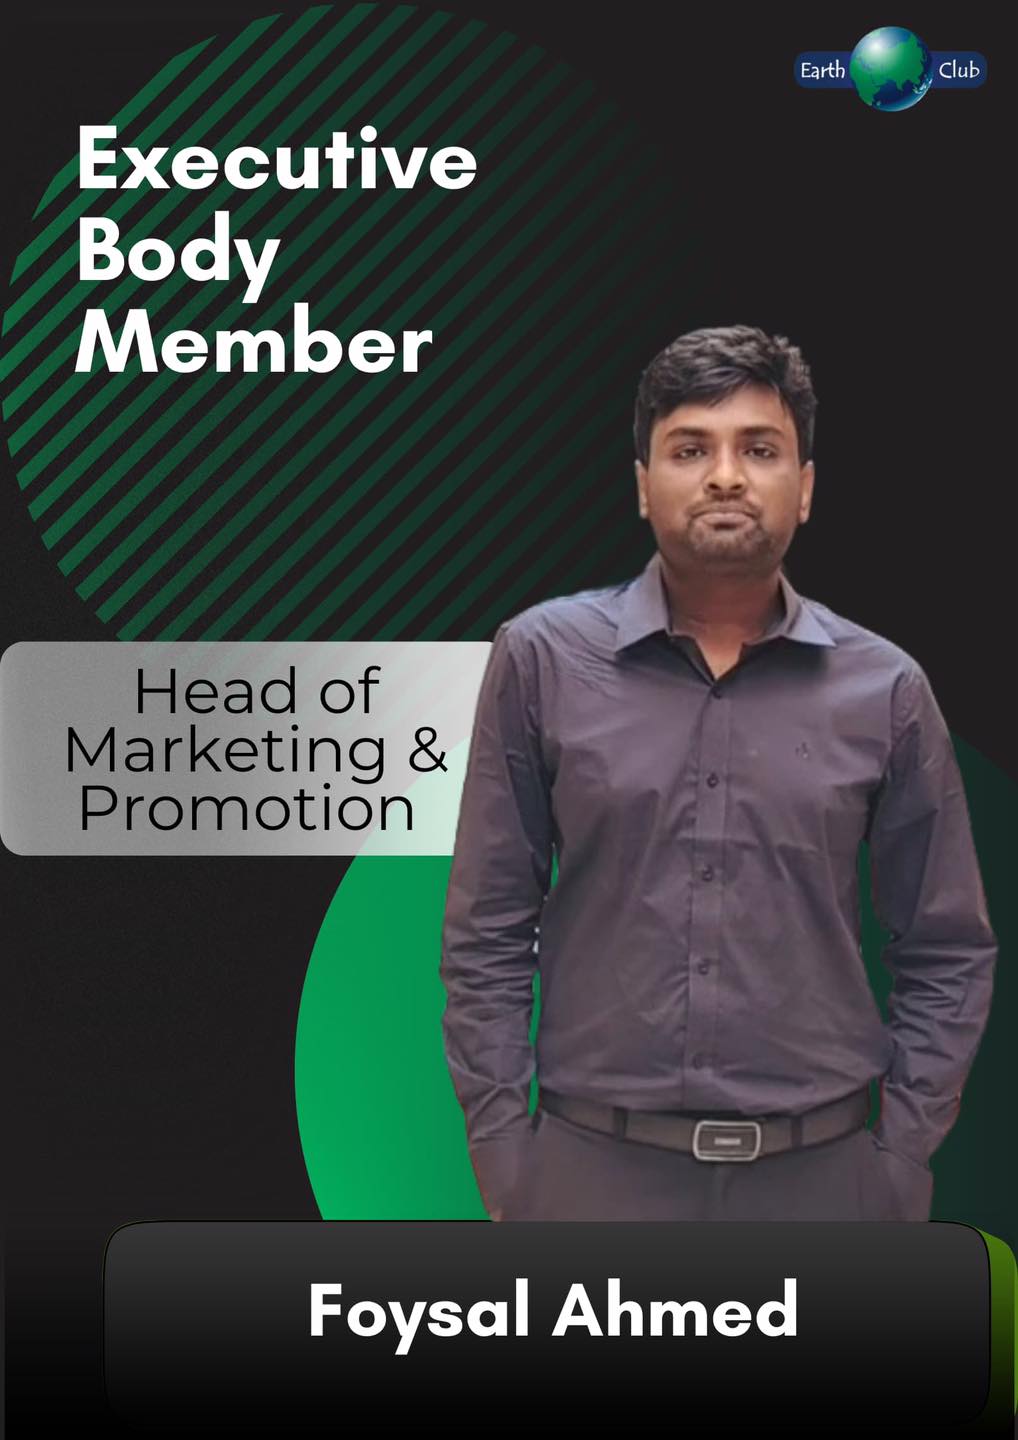 Earth Club
Executive
Body
Member
Head of
Marketing &
Promotion
Foysal Ahmed